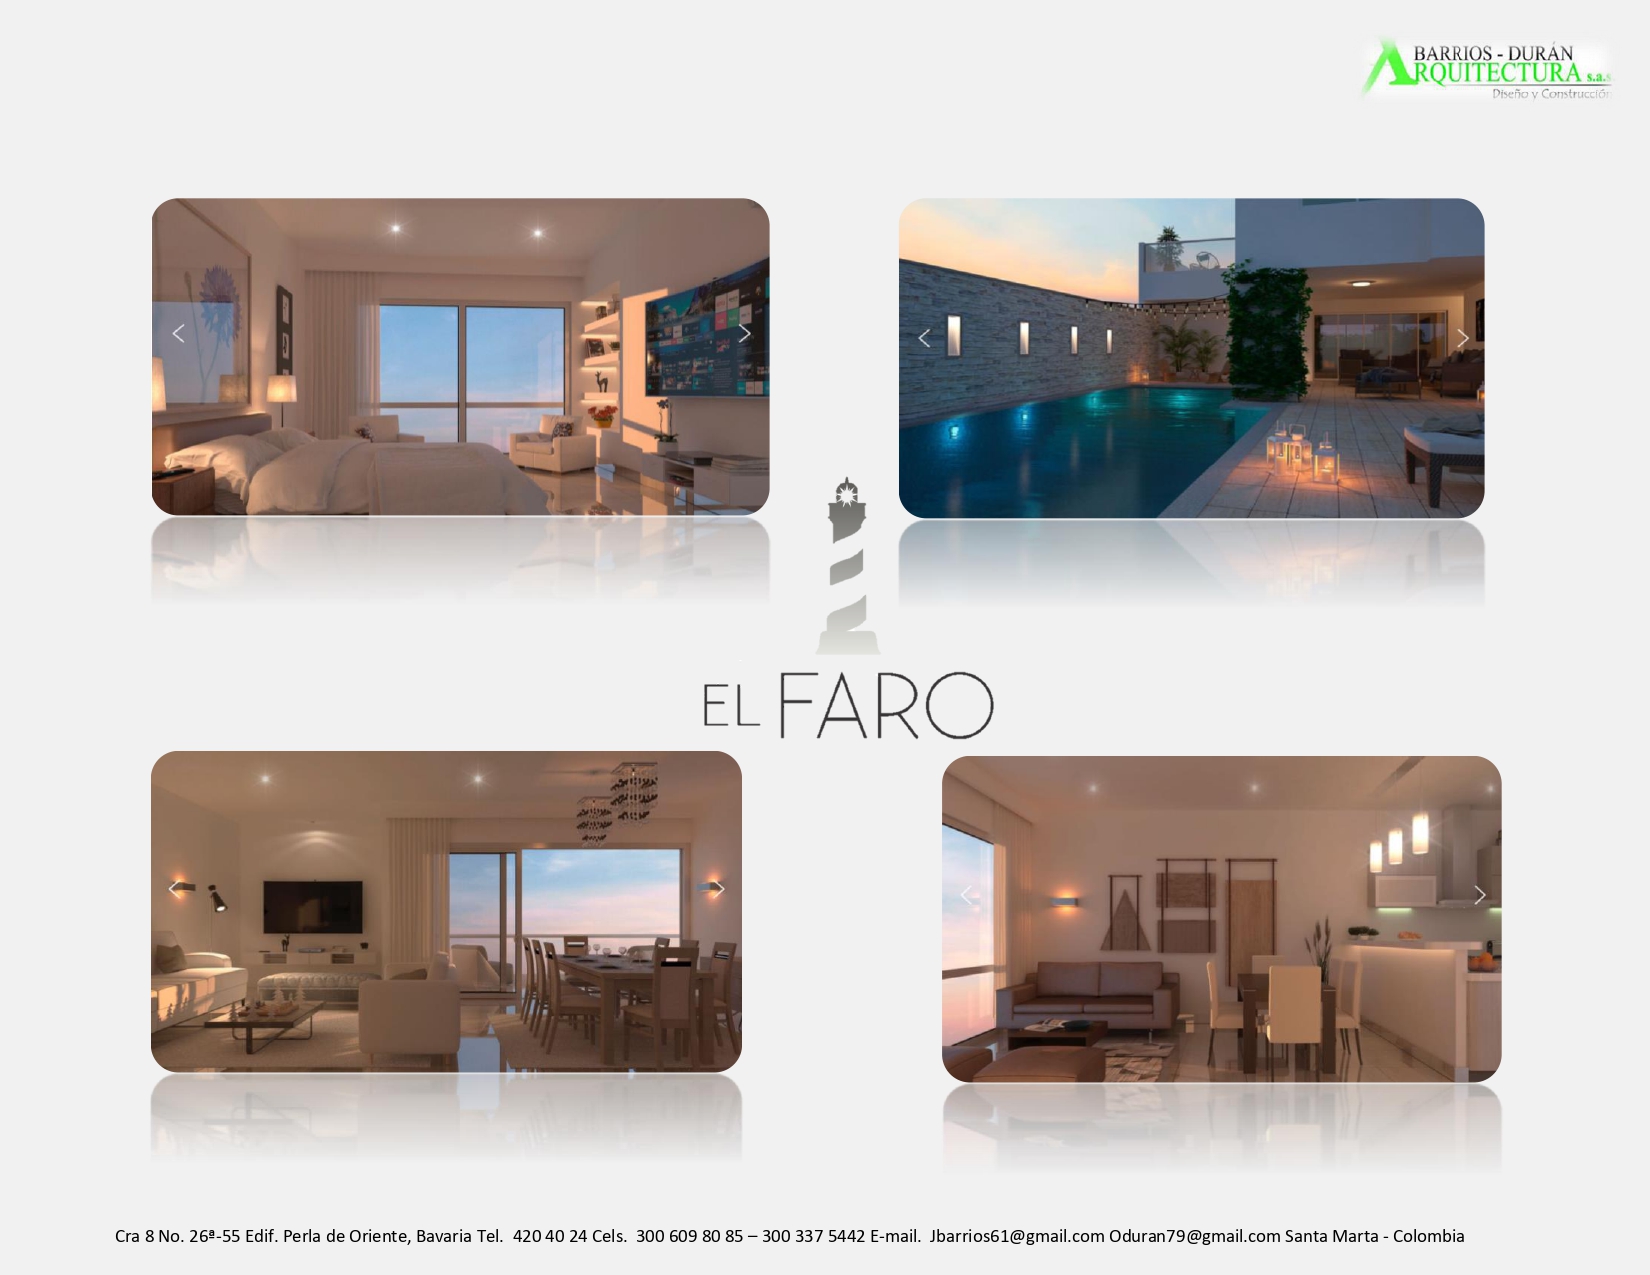 BARRIOS - DURÁN
ARQUITECTURA s.a.s
Diseño y Construcción
EL FARO
Cra 8 No. 26ª-55 Edif. Perla de Oriente, Bavaria Tel.  420 40 24 Cels.  300 609 80 85 – 300 337 5442 E-mail.  Jbarrios61@gmail.com Oduran79@gmail.com Santa Marta - Colombia